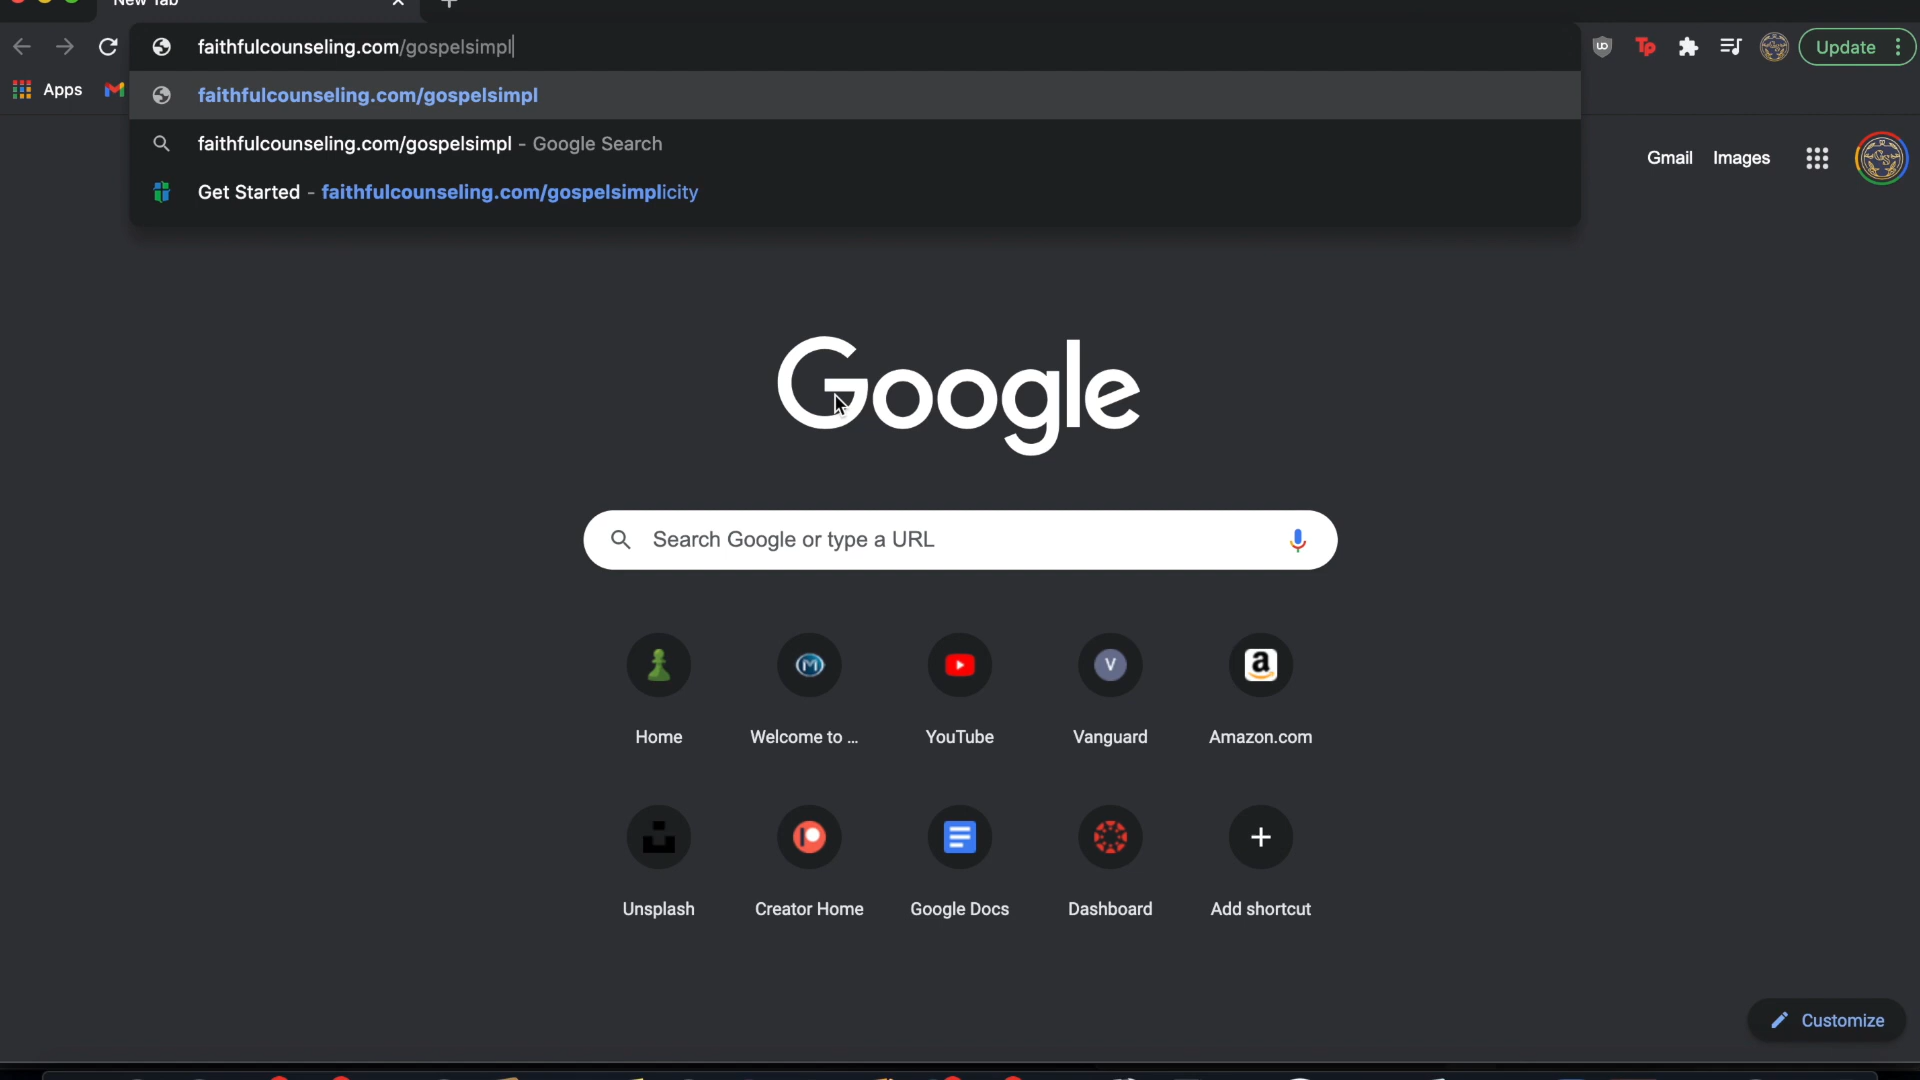 New Tab
faithfulcounseling.com/gospelsimpl
Update
Apps
faithfulcounseling.com/gospelsimpl
faithfulcounseling.com/gospelsimpl - Google Search
Get Started - faithfulcounseling.com/gospelsimplicity
Gmail Images
Google
Search Google or type a URL
Home Welcome to ... YouTube Vanguard Amazon.com
Unsplash Creator Home Google Docs Dashboard Add shortcut
Customize